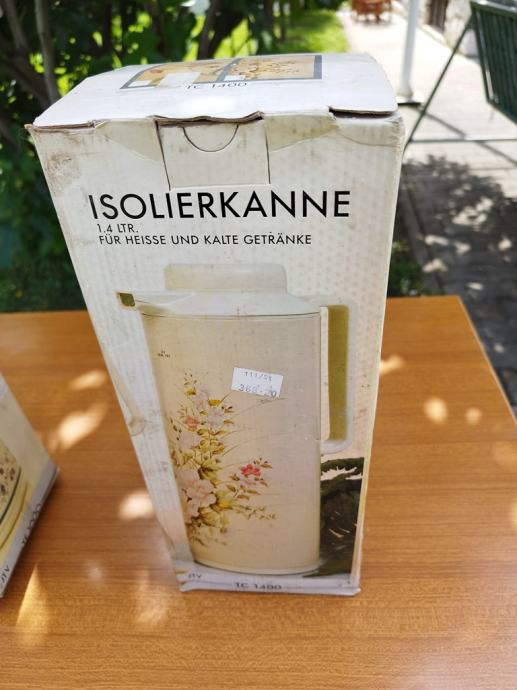 TC 1400
ISOLIERKANNE
1.4 LTR.
FÜR HEISSE UND KALTE GETRÄNKE
TC 1400